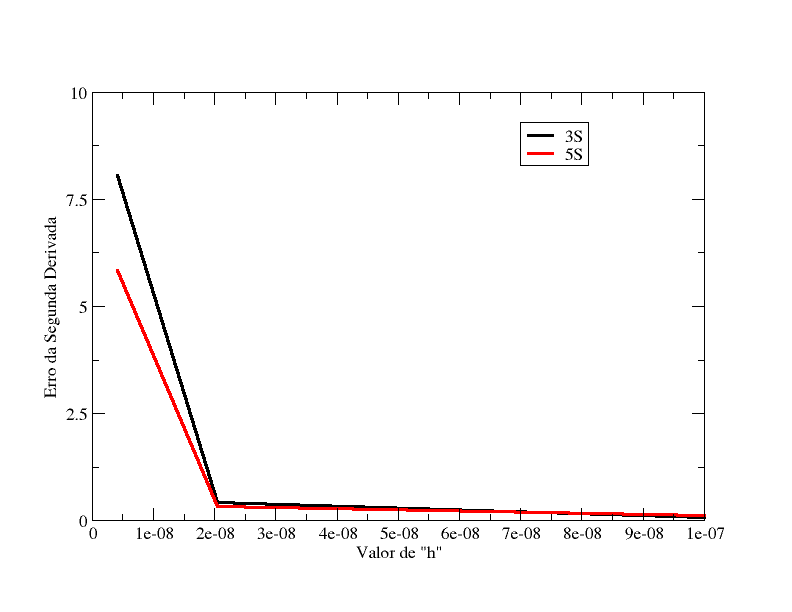 10
7.5
5
2.5
0
Erro da Segunda Derivada
3S
5S
0 1e-08 2e-08 3e-08 4e-08 5e-08 6e-08 7e-08 8e-08 9e-08 1e-07
Valor de "h"